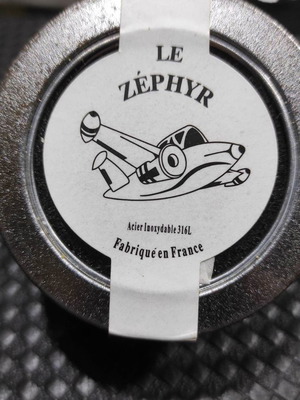 LE
ZÉPHYR
Acier Inoxydable 316L
Fabriqué en France